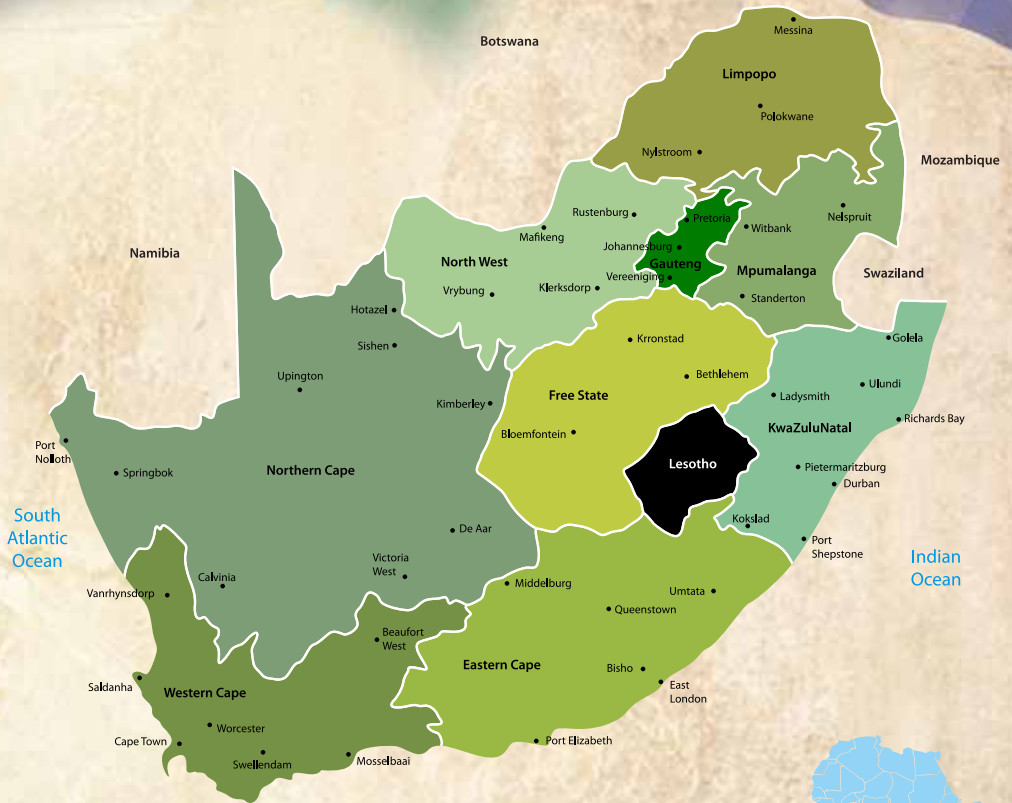 Messina
Botswana
Limpopo
Polokwane
Nylstroom
Mozambique
Rustenburg
Pretoria
Nelspruit
Witbank
Mafikeng
Johannesburg
Namibia
North West
Gauteng
Mpumalanga
Swaziland
Vereeniging
Vrybung
Klerksdorp
Standerton
Hotazel
Golela
Krronstad
Sishen
Bethlehem
Upington
Ulundi
Free State
Ladysmith
Kimberley
Richards Bay
KwaZuluNatal
Bloemfontein
Port
Nolloth
Lesotho
Pietermaritzburg
Springbok
Northern Cape
Durban
South
Atlantic
Ocean
Kokslad
De Aar
Port
Shepstone
Indian
Ocean
Victoria
West
Calvinia
Middelburg
Umtata
Vanrhynsdorp
Queenstown
Beaufort
West
Eastern Cape
Bisho
East
London
Saldanha
Western Cape
Worcester
Cape Town
Port Elizabeth
Swellendam
Mosselbaai